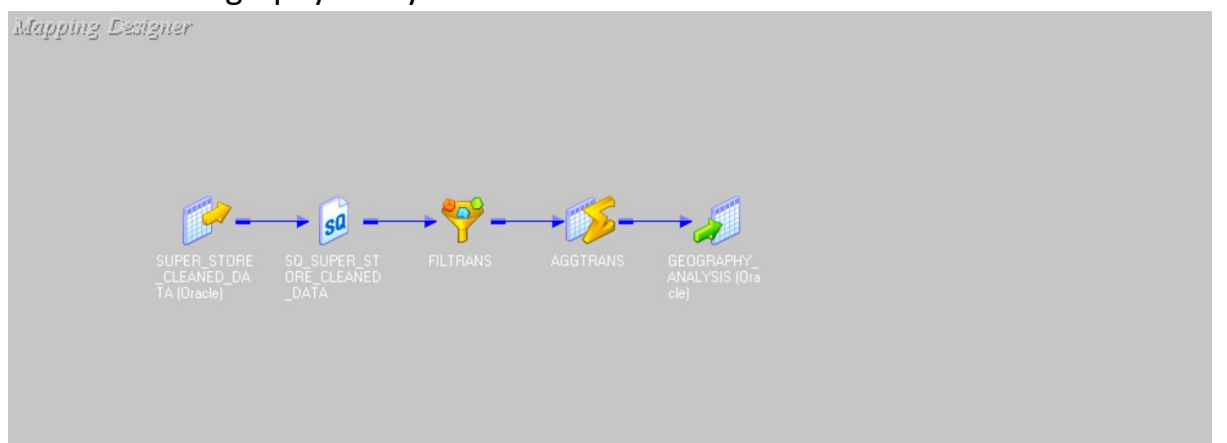 Mapping Designer
SUPER_STORE
_CLEANED_DA
TA (Oracle)
SQ_SUPER_ST
ORE_CLEANED
_DATA
FILTRANS
AGGTRANS
GEOGRAPHY_
ANALYSIS (Ora
cle)